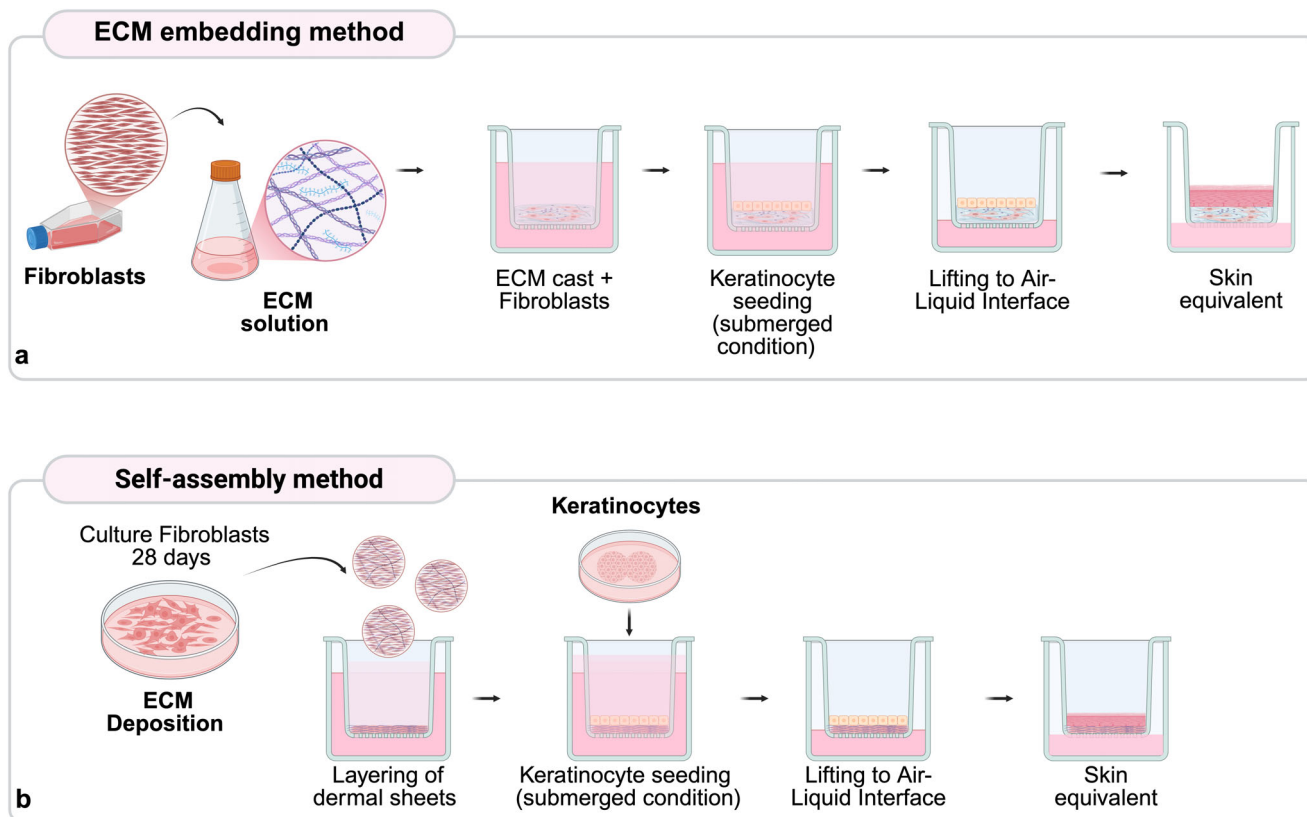 ECM embedding method
Fibroblasts
ECM
solution
ECM cast +
Fibroblasts
Keratinocyte
seeding
(submerged
condition)
Lifting to Air-
Liquid Interface
Skin
equivalent
a
Self-assembly method
Culture Fibroblasts
28 days
ECM
Deposition
Keratinocytes
Layering of
dermal sheets
Keratinocyte seeding
(submerged condition)
Lifting to Air-
Liquid Interface
Skin
equivalent
b